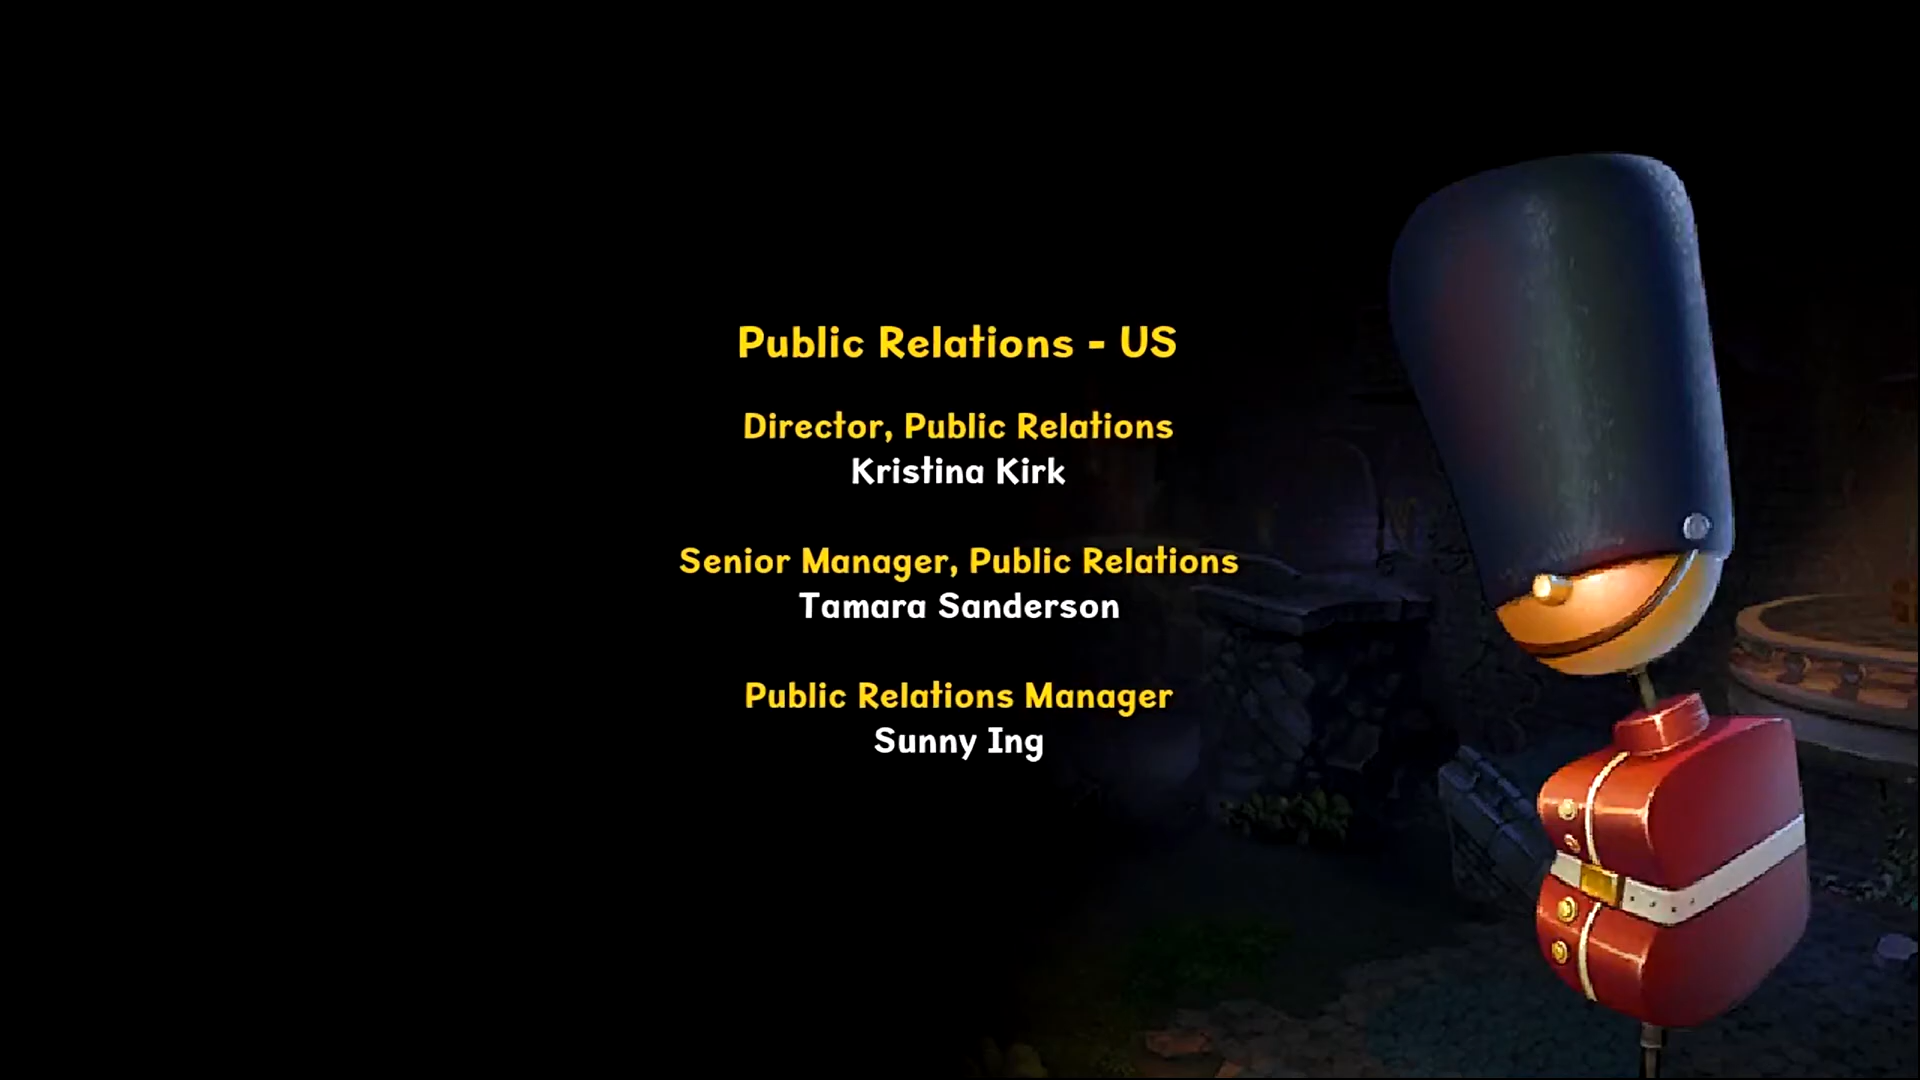 Public Relations - US
Director, Public Relations
Kristina Kirk
Senior Manager, Public Relations
Tamara Sanderson
Public Relations Manager
Sunny Ing